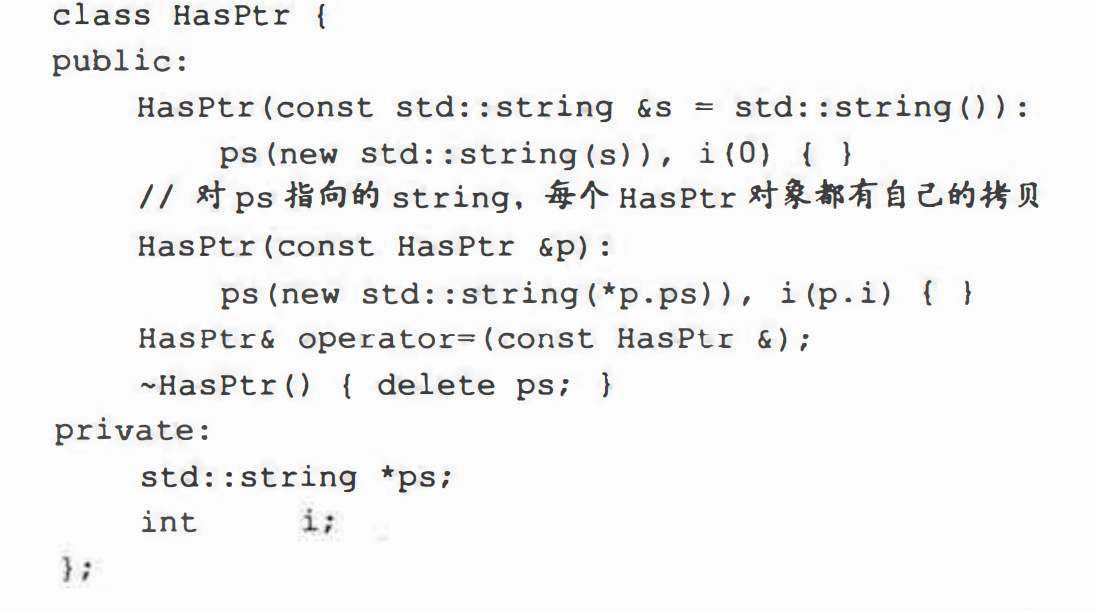 class HasPtr {
public:
HasPtr(const std::string &s = std::string()):
ps(new std::string(s)), i(0) { }
// 对 ps 指向的 string, 每个 HasPtr 对象都有自己的拷贝
HasPtr(const HasPtr &p):
ps(new std::string(*p.ps)), i(p.i) { }
HasPtr& operator=(const HasPtr &);
~HasPtr() { delete ps; }
private:
std::string *ps;
int i;
};